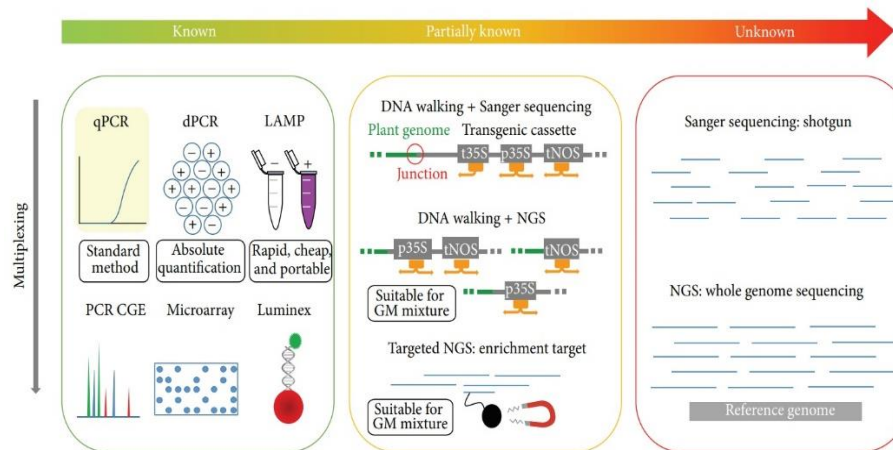 Known
Partially known
Unknown
Multiplexing
qPCR
dPCR
LAMP
− +
Standard
method
Absolute
quantification
Rapid, cheap,
and portable
PCR CGE
Microarray
Luminex
DNA walking + Sanger sequencing
Plant genome
Transgenic cassette
t35S
p35S
tNOS
Junction
DNA walking + NGS
p35S
tNOS
tNOS
p35S
Suitable for
GM mixture
Targeted NGS: enrichment target
Suitable for
GM mixture
Sanger sequencing: shotgun
NGS: whole genome sequencing
Reference genome